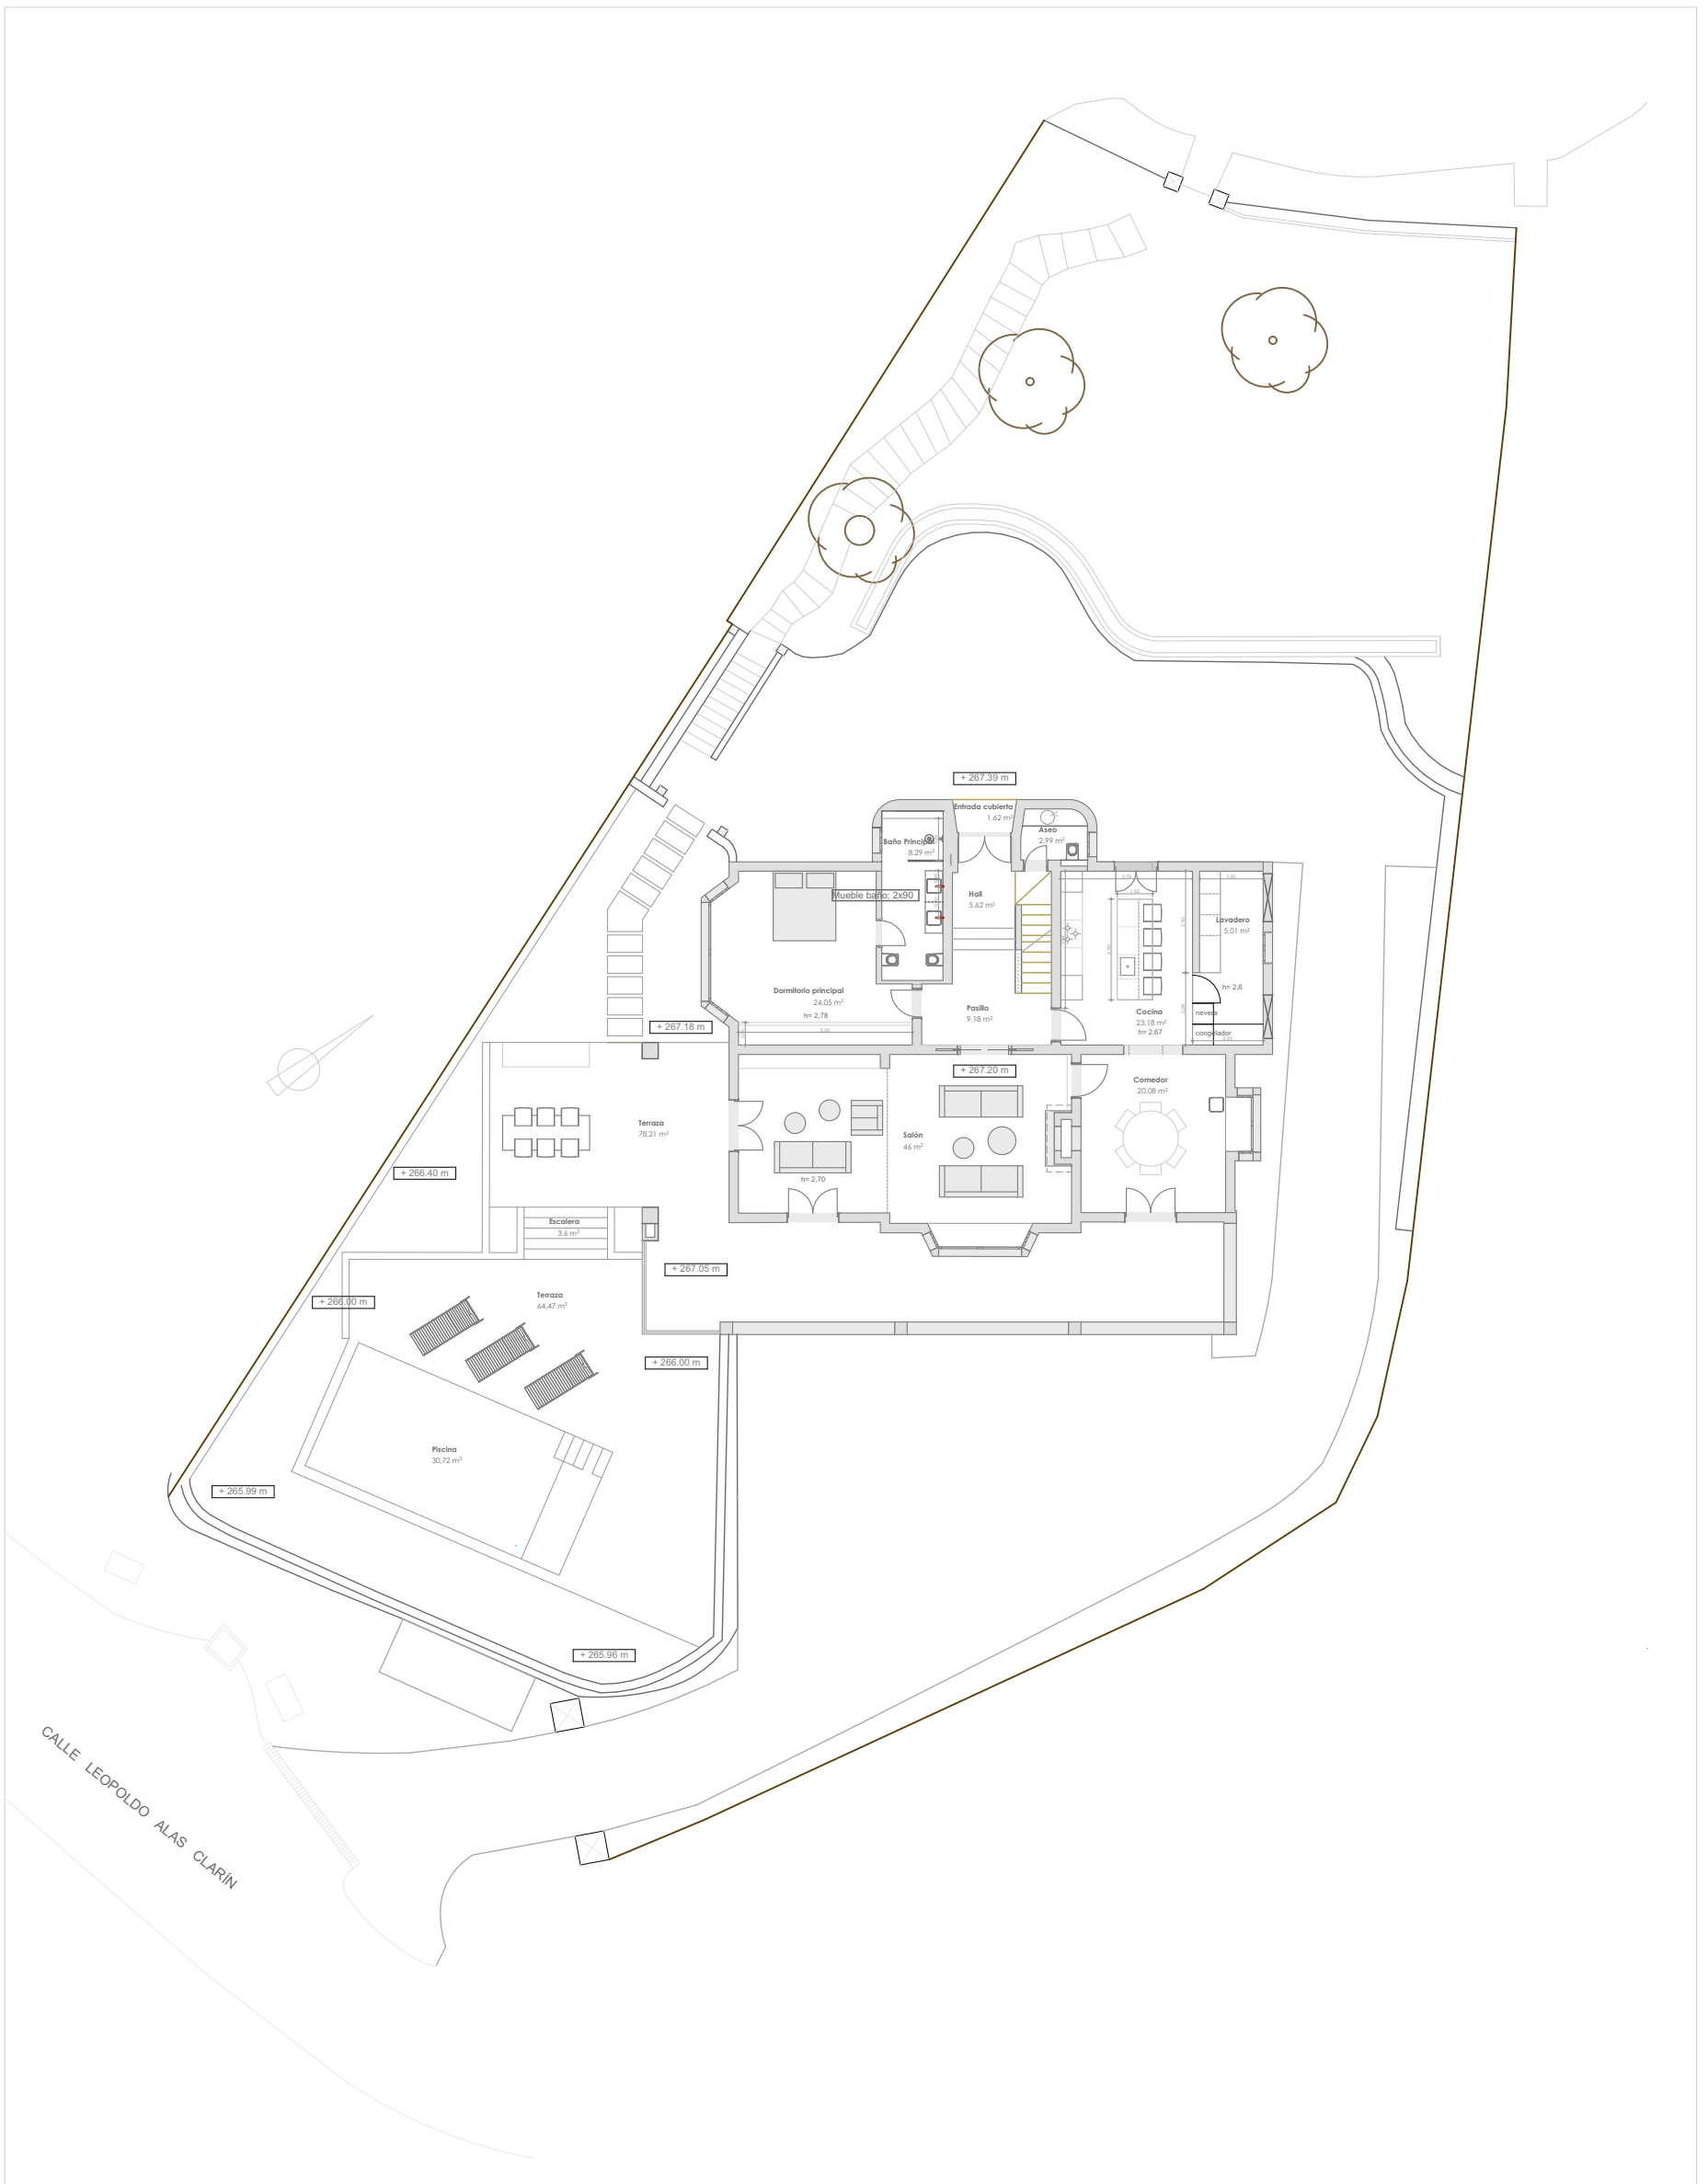 + 267.39 m
Entrada cubierta
1,62 m²
Aseo
2,99 m²
Baño Principal
8,29 m²
Mueble baño: 2x90
Hall
5,62 m²
Lavadero
5,01 m²
h= 2,6
nevera
congelador
Dormitorio principal
24,05 m²
h= 2,78
Pasillo
9,18 m²
Cocina
23,18 m²
h= 2,67
+ 267.18 m
+ 267.20 m
Comedor
20,08 m²
Terraza
78,21 m²
Salón
46 m²
h= 2,70
+ 266.40 m
Escalera
3,6 m²
+ 267.05 m
+ 266.00 m
Terraza
64,47 m²
+ 266.00 m
Piscina
30,72 m²
+ 265.99 m
+ 265.96 m
CALLE LEOPOLDO ALAS CLARÍN